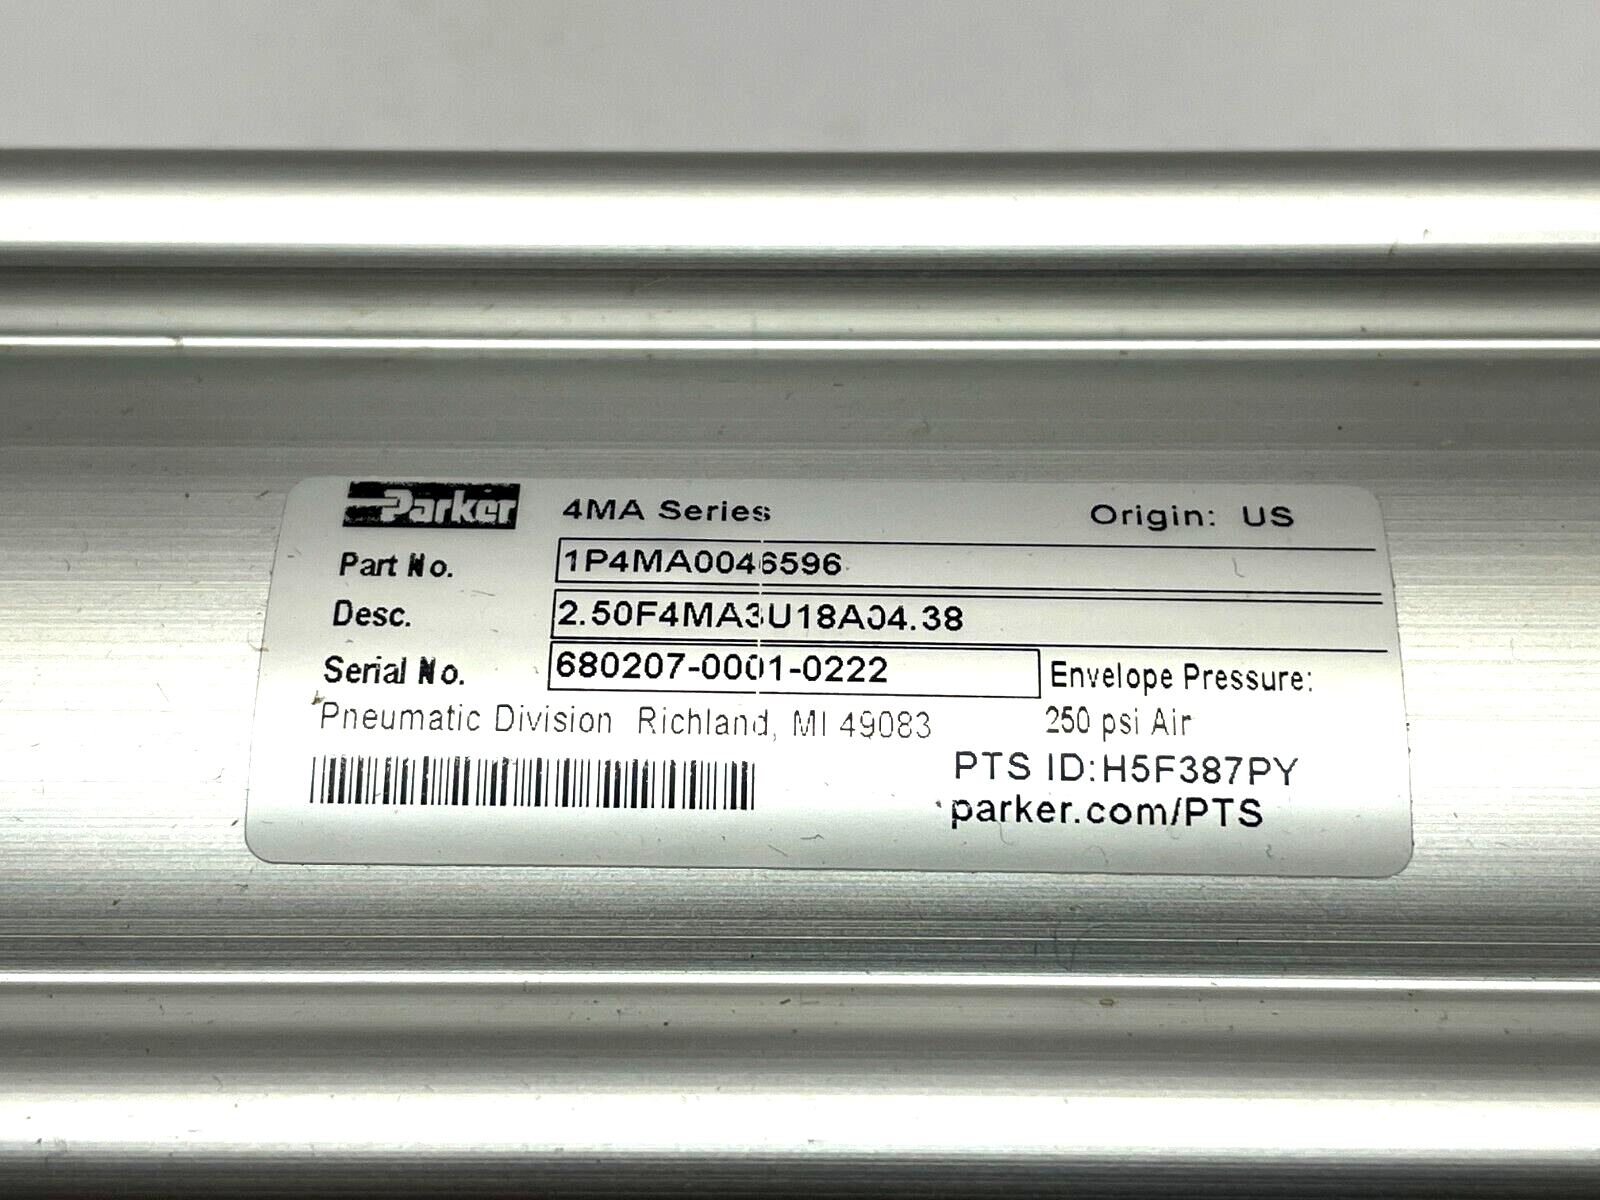 Parker 4MA Series Origin: US
Part No. 1P4MA0046596
Desc. 2.50F4MA3U18A04.38
Serial No. 680207-0001-0222 Envelope Pressure:
Pneumatic Division Richland, MI 49083 250 psi Air
PTS ID:H5F387PY
parker.com/PTS